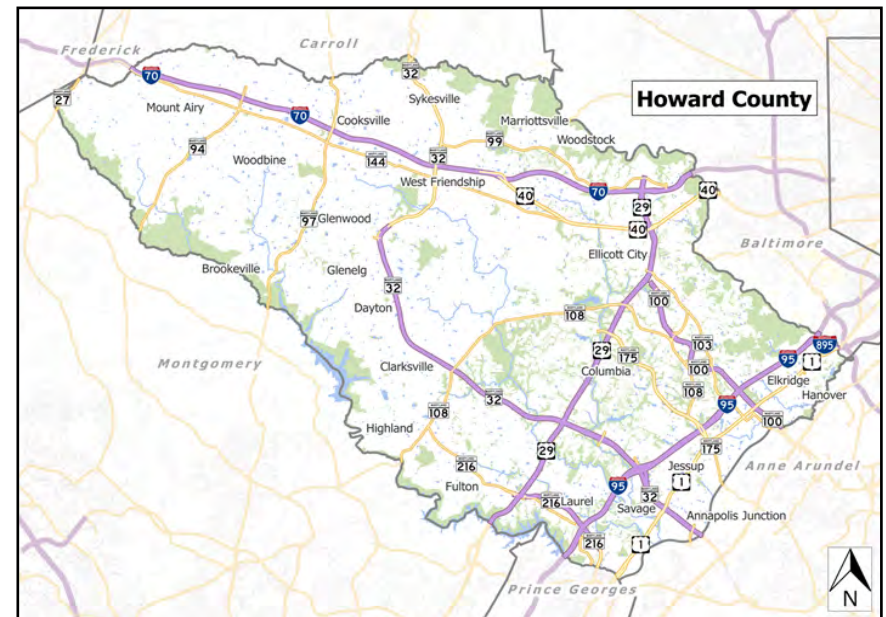 Carroll
Frederick
70
32
27
Mount Airy
Sykesville
Howard County
70
Cooksville
Marriottsville
99
Woodstock
94
144
32
Woodbine
West Friendship
40
70
29
40
97
Glenwood
40
Baltimore
Ellicott City
Brookeville
Glenelg
32
100
Dayton
108
103
895
Montgomery
29
175
95
1
Clarksville
Columbia
100
Elkridge
32
108
95
Hanover
108
100
Highland
29
175
216
Jessup
Anne Arundel
Fulton
95
1
216
Laurel
32
Savage
Annapolis Junction
216
1
Prince Georges
N